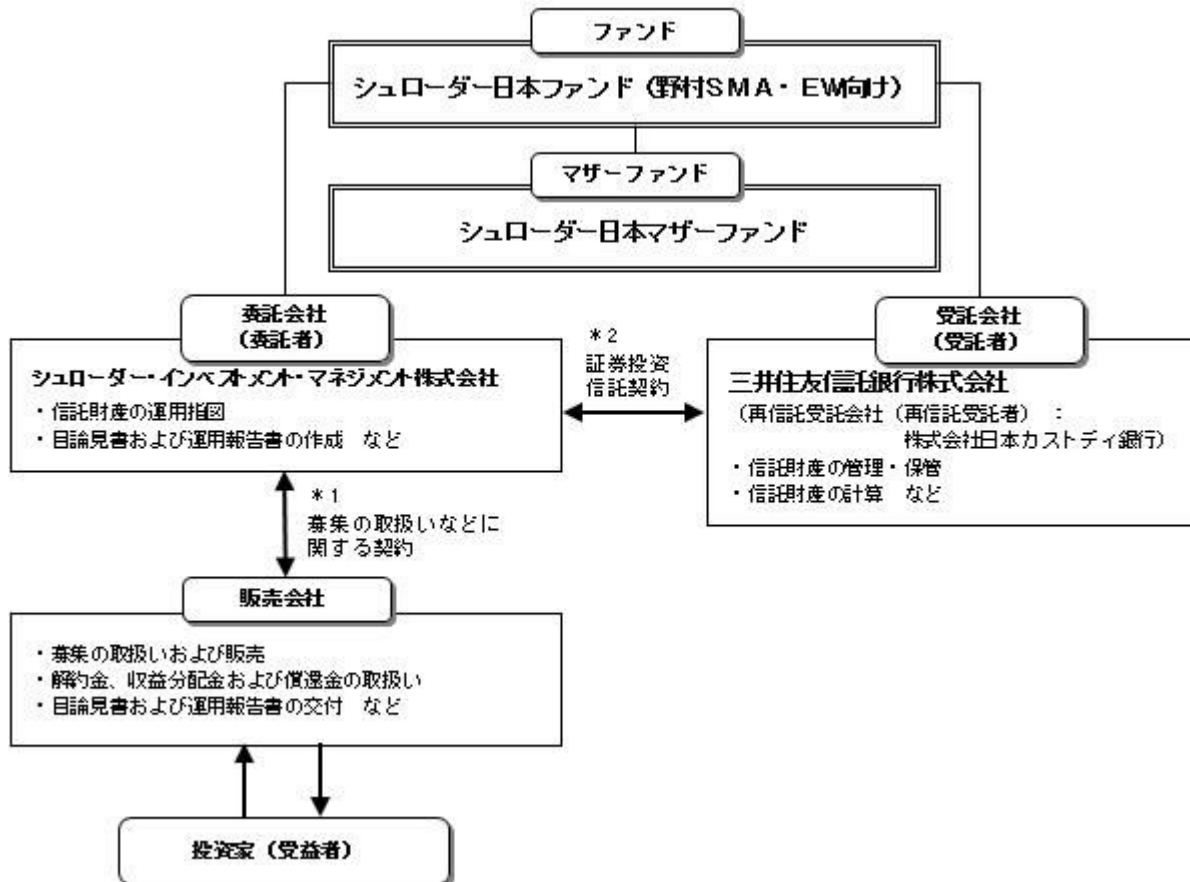 ファンド
シュローダー日本ファンド（野村ＳＭＡ・ＥＷ向け）
マザーファンド
シュローダー日本マザーファンド
委託会社
（委託者）
シュローダー・インベストメント・マネジメント株式会社
・信託財産の運用指図
・目論見書および運用報告書の作成　など
＊２
証券投資
信託契約
受託会社
（受託者）
三井住友信託銀行株式会社
（再信託受託会社（再信託受託者）：
株式会社日本カストディ銀行）
・信託財産の管理・保管
・信託財産の計算　など
＊１
募集の取扱いなどに
関する契約
販売会社
・募集の取扱いおよび販売
・解約金、収益分配金および償還金の取扱い
・目論見書および運用報告書の交付　など
投資家（受益者）